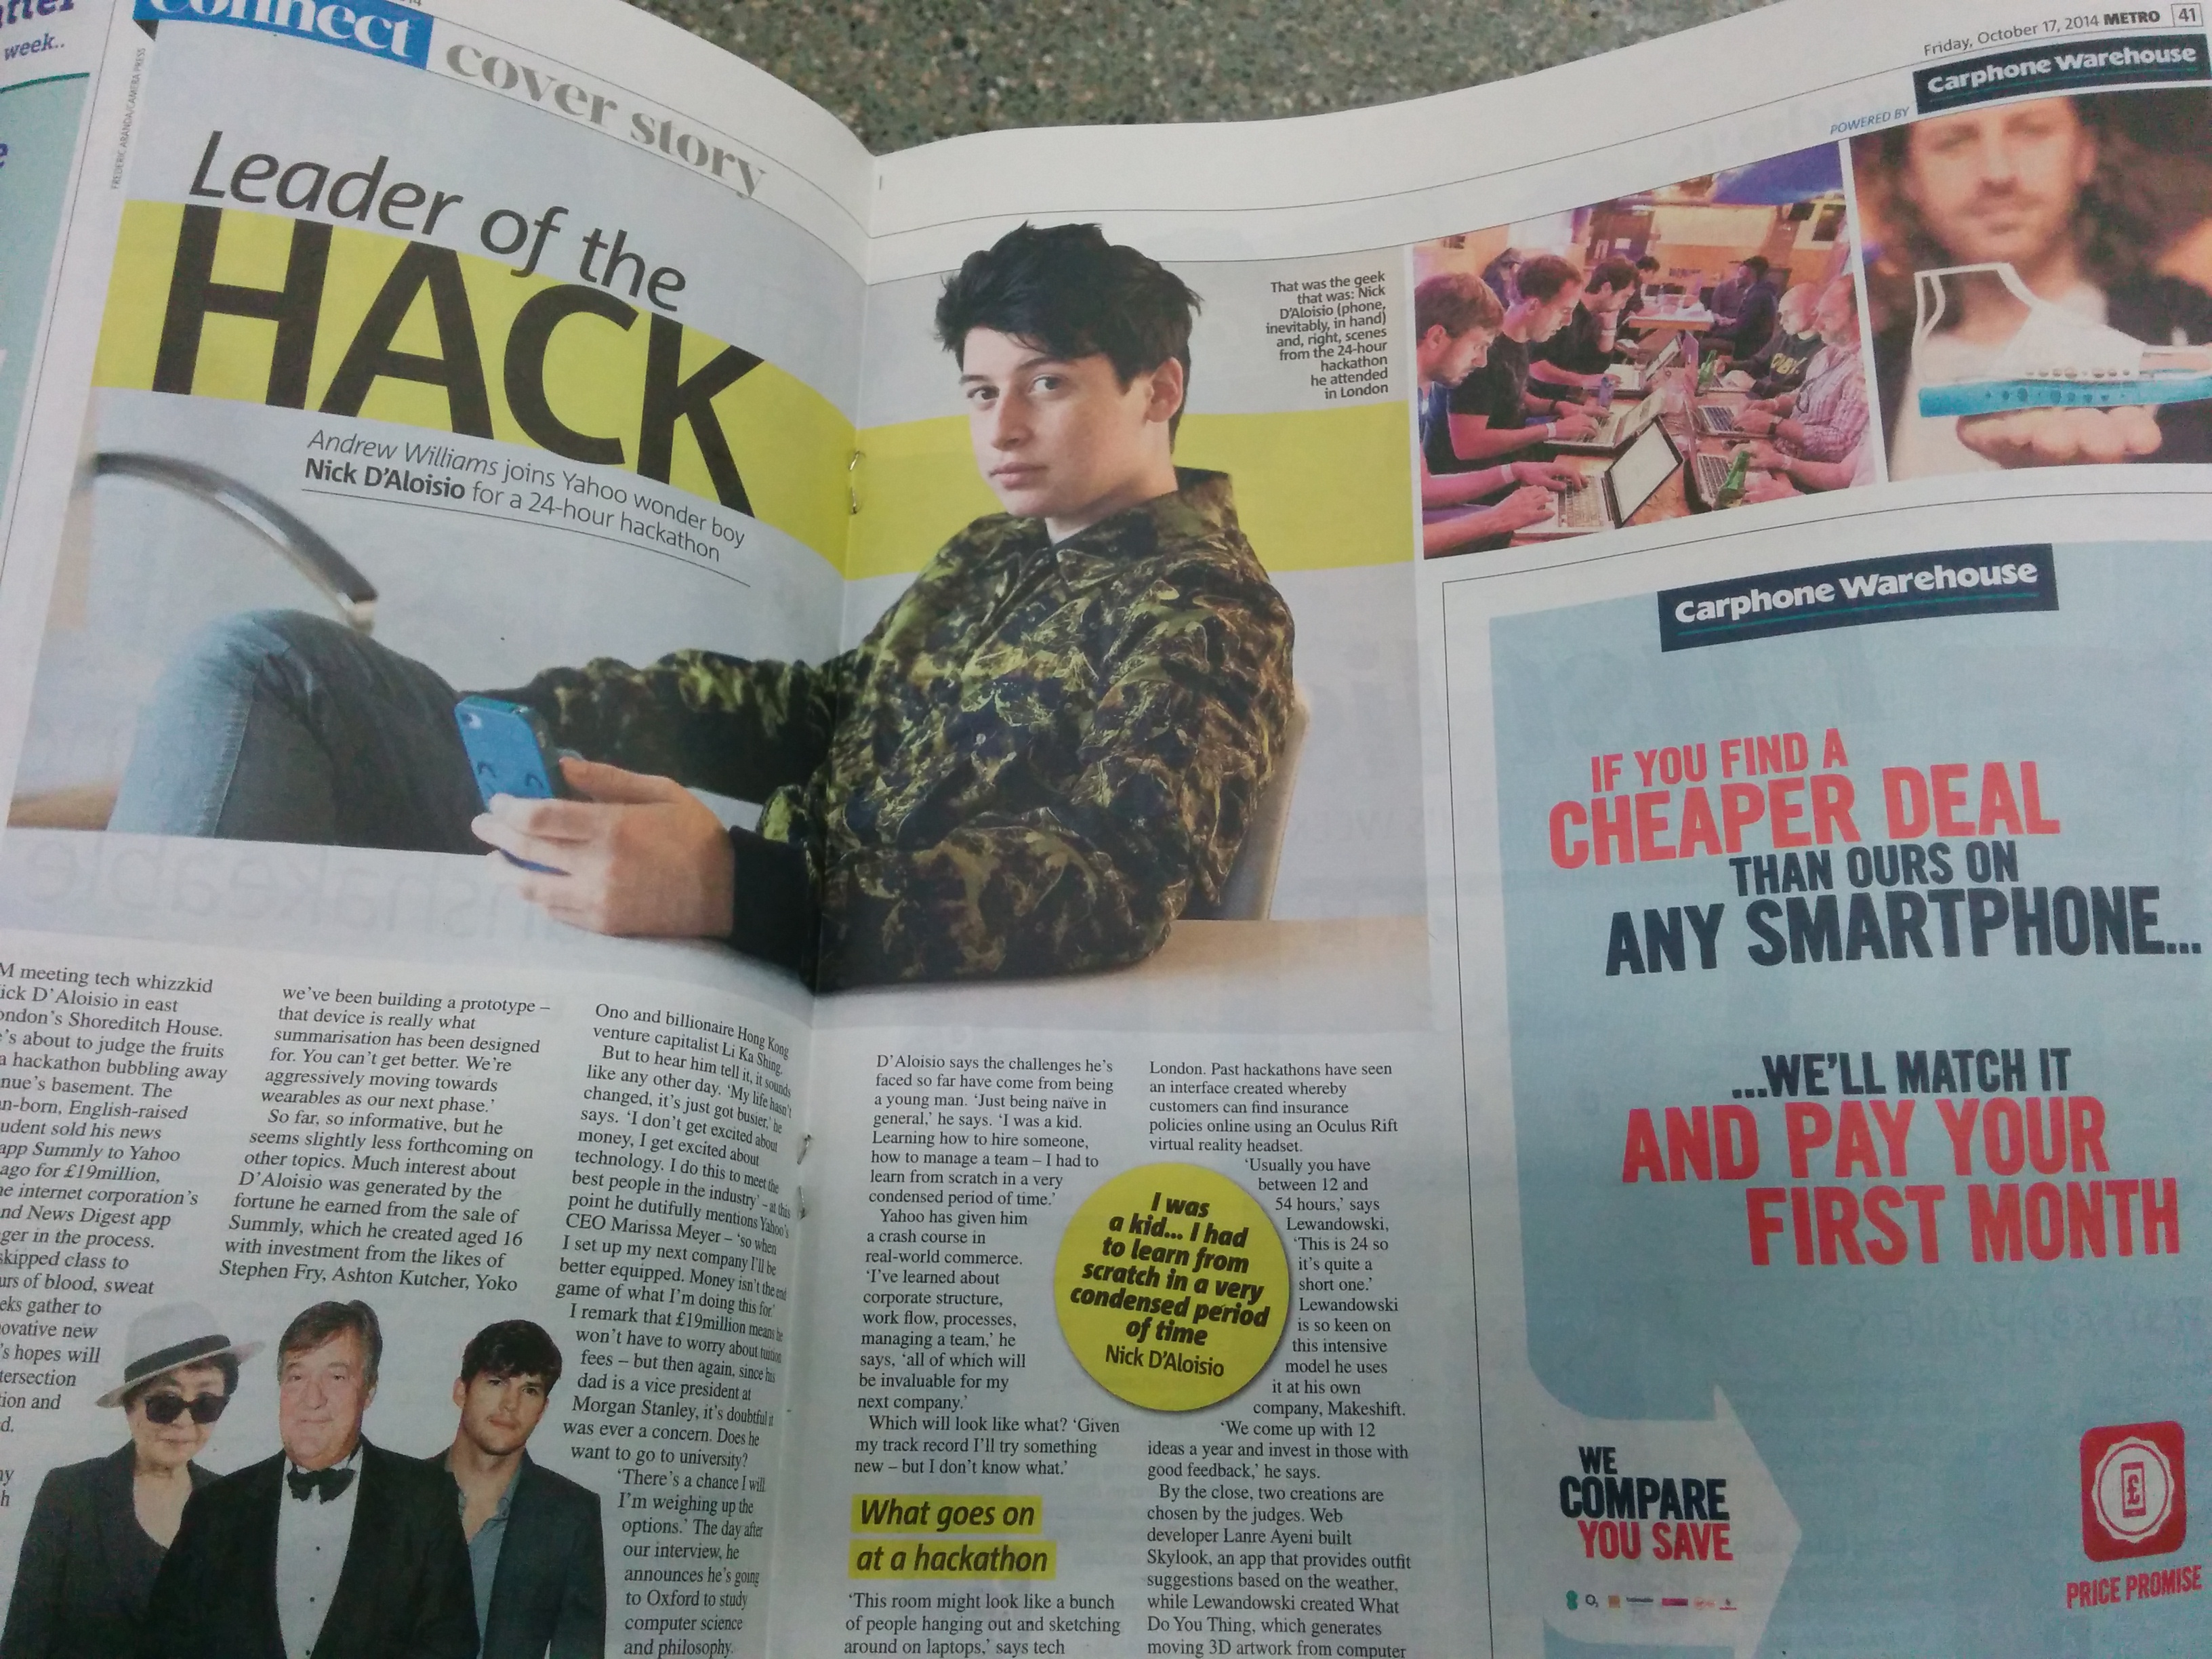 week..
connect
cover story
FREDERIC ARANDA/CAMERA PRESS
Leader of the
HACK
Andrew Williams joins Yahoo wonder boy
Nick D'Aloisio for a 24-hour hackathon
M meeting tech whizzkid
ick D'Aloisio in east
ondon's Shoreditch House.
's about to judge the fruits
a hackathon bubbling away
nue's basement. The
n-born, English-raised
udent sold his news
app Summly to Yahoo
ago for £19million,
he internet corporation's
nd News Digest app
ger in the process.
skipped class to
urs of blood, sweat
eks gather to
ovative new
's hopes will
tersection
ion and
d.
we've been building a prototype –
that device is really what
summarisation has been designed
for. You can't get better. We're
aggressively moving towards
wearables as our next phase.'
So far, so informative, but he
seems slightly less forthcoming on
other topics. Much interest about
D'Aloisio was generated by the
fortune he earned from the sale of
Summly, which he created aged 16
with investment from the likes of
Stephen Fry, Ashton Kutcher, Yoko
Ono and billionaire Hong Kong
venture capitalist Li Ka Shing.
But to hear him tell it, it sounds
like any other day. 'My life hasn't
changed, it's just got busier,' he
says. 'I don't get excited about
money, I get excited about
technology. I do this to meet the
best people in the industry' – at this
point he dutifully mentions Yahoo's
CEO Marissa Meyer – 'so when
I set up my next company I'll be
better equipped. Money isn't the end
game of what I'm doing this for.'
I remark that £19million means he
won't have to worry about tuition
fees – but then again, since his
dad is a vice president at
Morgan Stanley, it's doubtful it
was ever a concern. Does he
want to go to university?
'There's a chance I will.
I'm weighing up the
options.' The day after
our interview, he
announces he's going
to Oxford to study
computer science
and philosophy.
Friday, October 17, 2014 METRO 41
POWERED BY
Carphone Warehouse
That was the geek
that was: Nick
D'Aloisio (phone,
inevitably, in hand)
and, right, scenes
from the 24-hour
hackathon
he attended
in London
D'Aloisio says the challenges he's
faced so far have come from being
a young man. 'Just being naïve in
general,' he says. 'I was a kid.
Learning how to hire someone,
how to manage a team – I had to
learn from scratch in a very
condensed period of time.'
Yahoo has given him
a crash course in
real-world commerce.
'I've learned about
corporate structure,
work flow, processes,
managing a team,' he
says, 'all of which will
be invaluable for my
next company.'
Which will look like what? 'Given
my track record I'll try something
new – but I don't know what.'
What goes on
at a hackathon
'This room might look like a bunch
of people hanging out and sketching
around on laptops,' says tech
I was
a kid... I had
to learn from
scratch in a very
condensed period
of time
Nick D'Aloisio
London. Past hackathons have seen
an interface created whereby
customers can find insurance
policies online using an Oculus Rift
virtual reality headset.
'Usually you have
between 12 and
54 hours,' says
Lewandowski,
'This is 24 so
it's quite a
short one.'
Lewandowski
is so keen on
this intensive
model he uses
it at his own
company, Makeshift.
'We come up with 12
ideas a year and invest in those with
good feedback,' he says.
By the close, two creations are
chosen by the judges. Web
developer Lanre Ayeni built
Skylook, an app that provides outfit
suggestions based on the weather,
while Lewandowski created What
Do You Thing, which generates
moving 3D artwork from computer
Carphone Warehouse
IF YOU FIND A
CHEAPER DEAL
THAN OURS ON
ANY SMARTPHONE...
...WE'LL MATCH IT
AND PAY YOUR
FIRST MONTH
WE
COMPARE
YOU SAVE
O₂
£
PRICE PROMISE